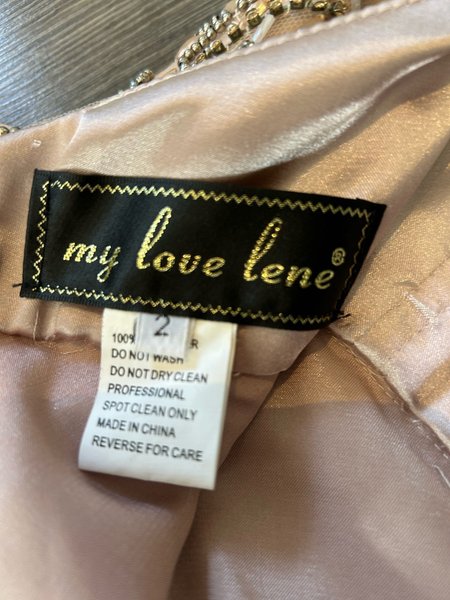 my love lene®
2
100% R
DO NOT WASH
DO NOT DRY CLEAN
PROFESSIONAL
SPOT CLEAN ONLY
MADE IN CHINA
REVERSE FOR CARE